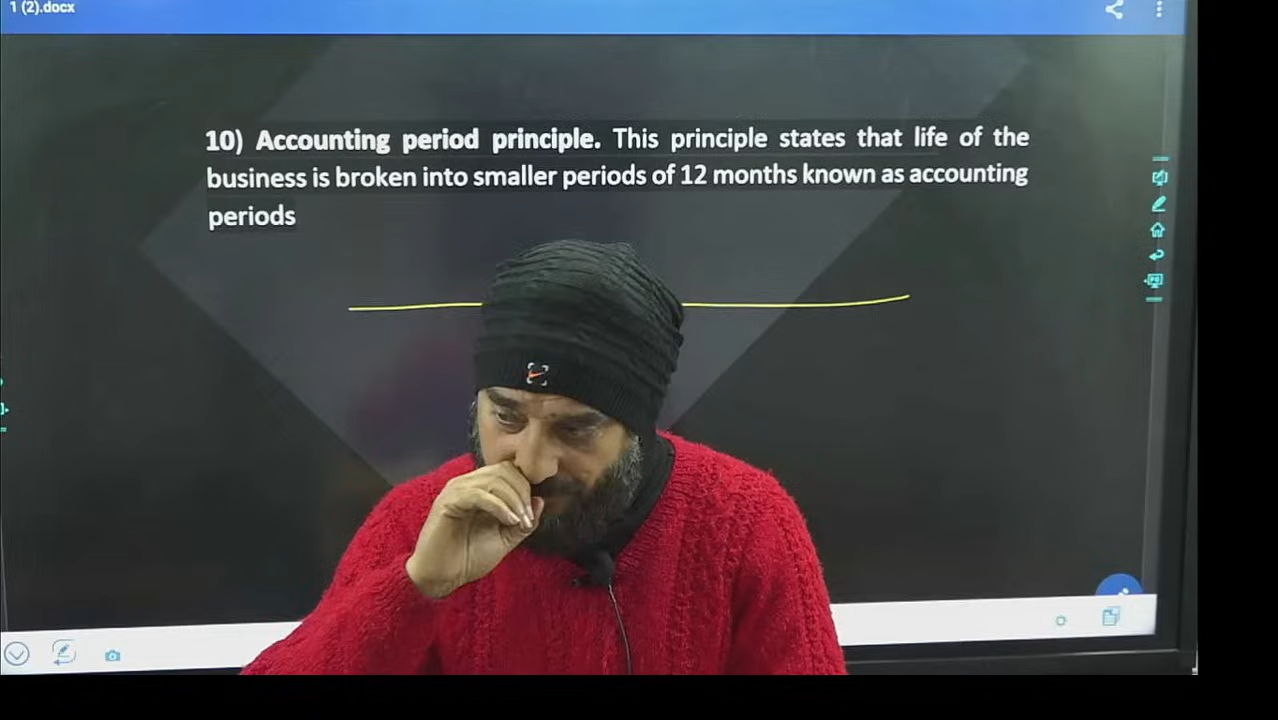 1 (2).docx
10) Accounting period principle. This principle states that life of the
business is broken into smaller periods of 12 months known as accounting
periods